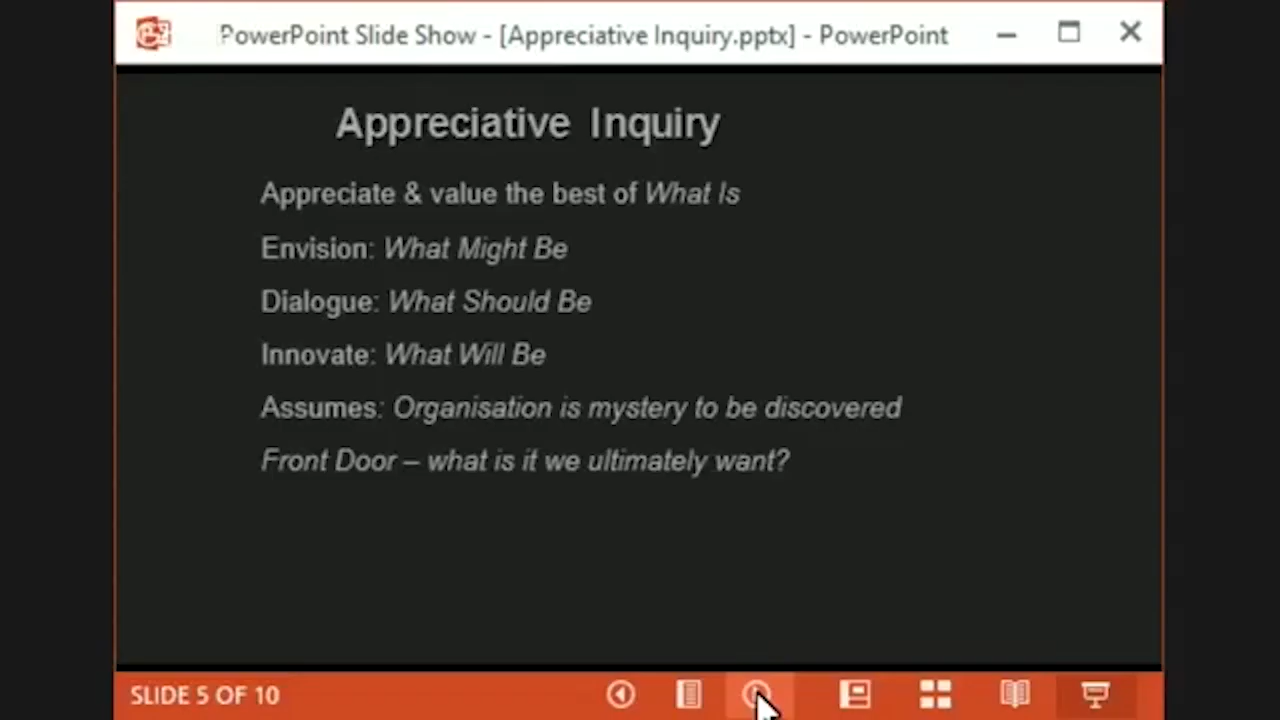 PowerPoint Slide Show - [Appreciative Inquiry.pptx] - PowerPoint
Appreciative Inquiry
Appreciate & value the best of What Is
Envision: What Might Be
Dialogue: What Should Be
Innovate: What Will Be
Assumes: Organisation is mystery to be discovered
Front Door – what is it we ultimately want?
SLIDE 5 OF 10